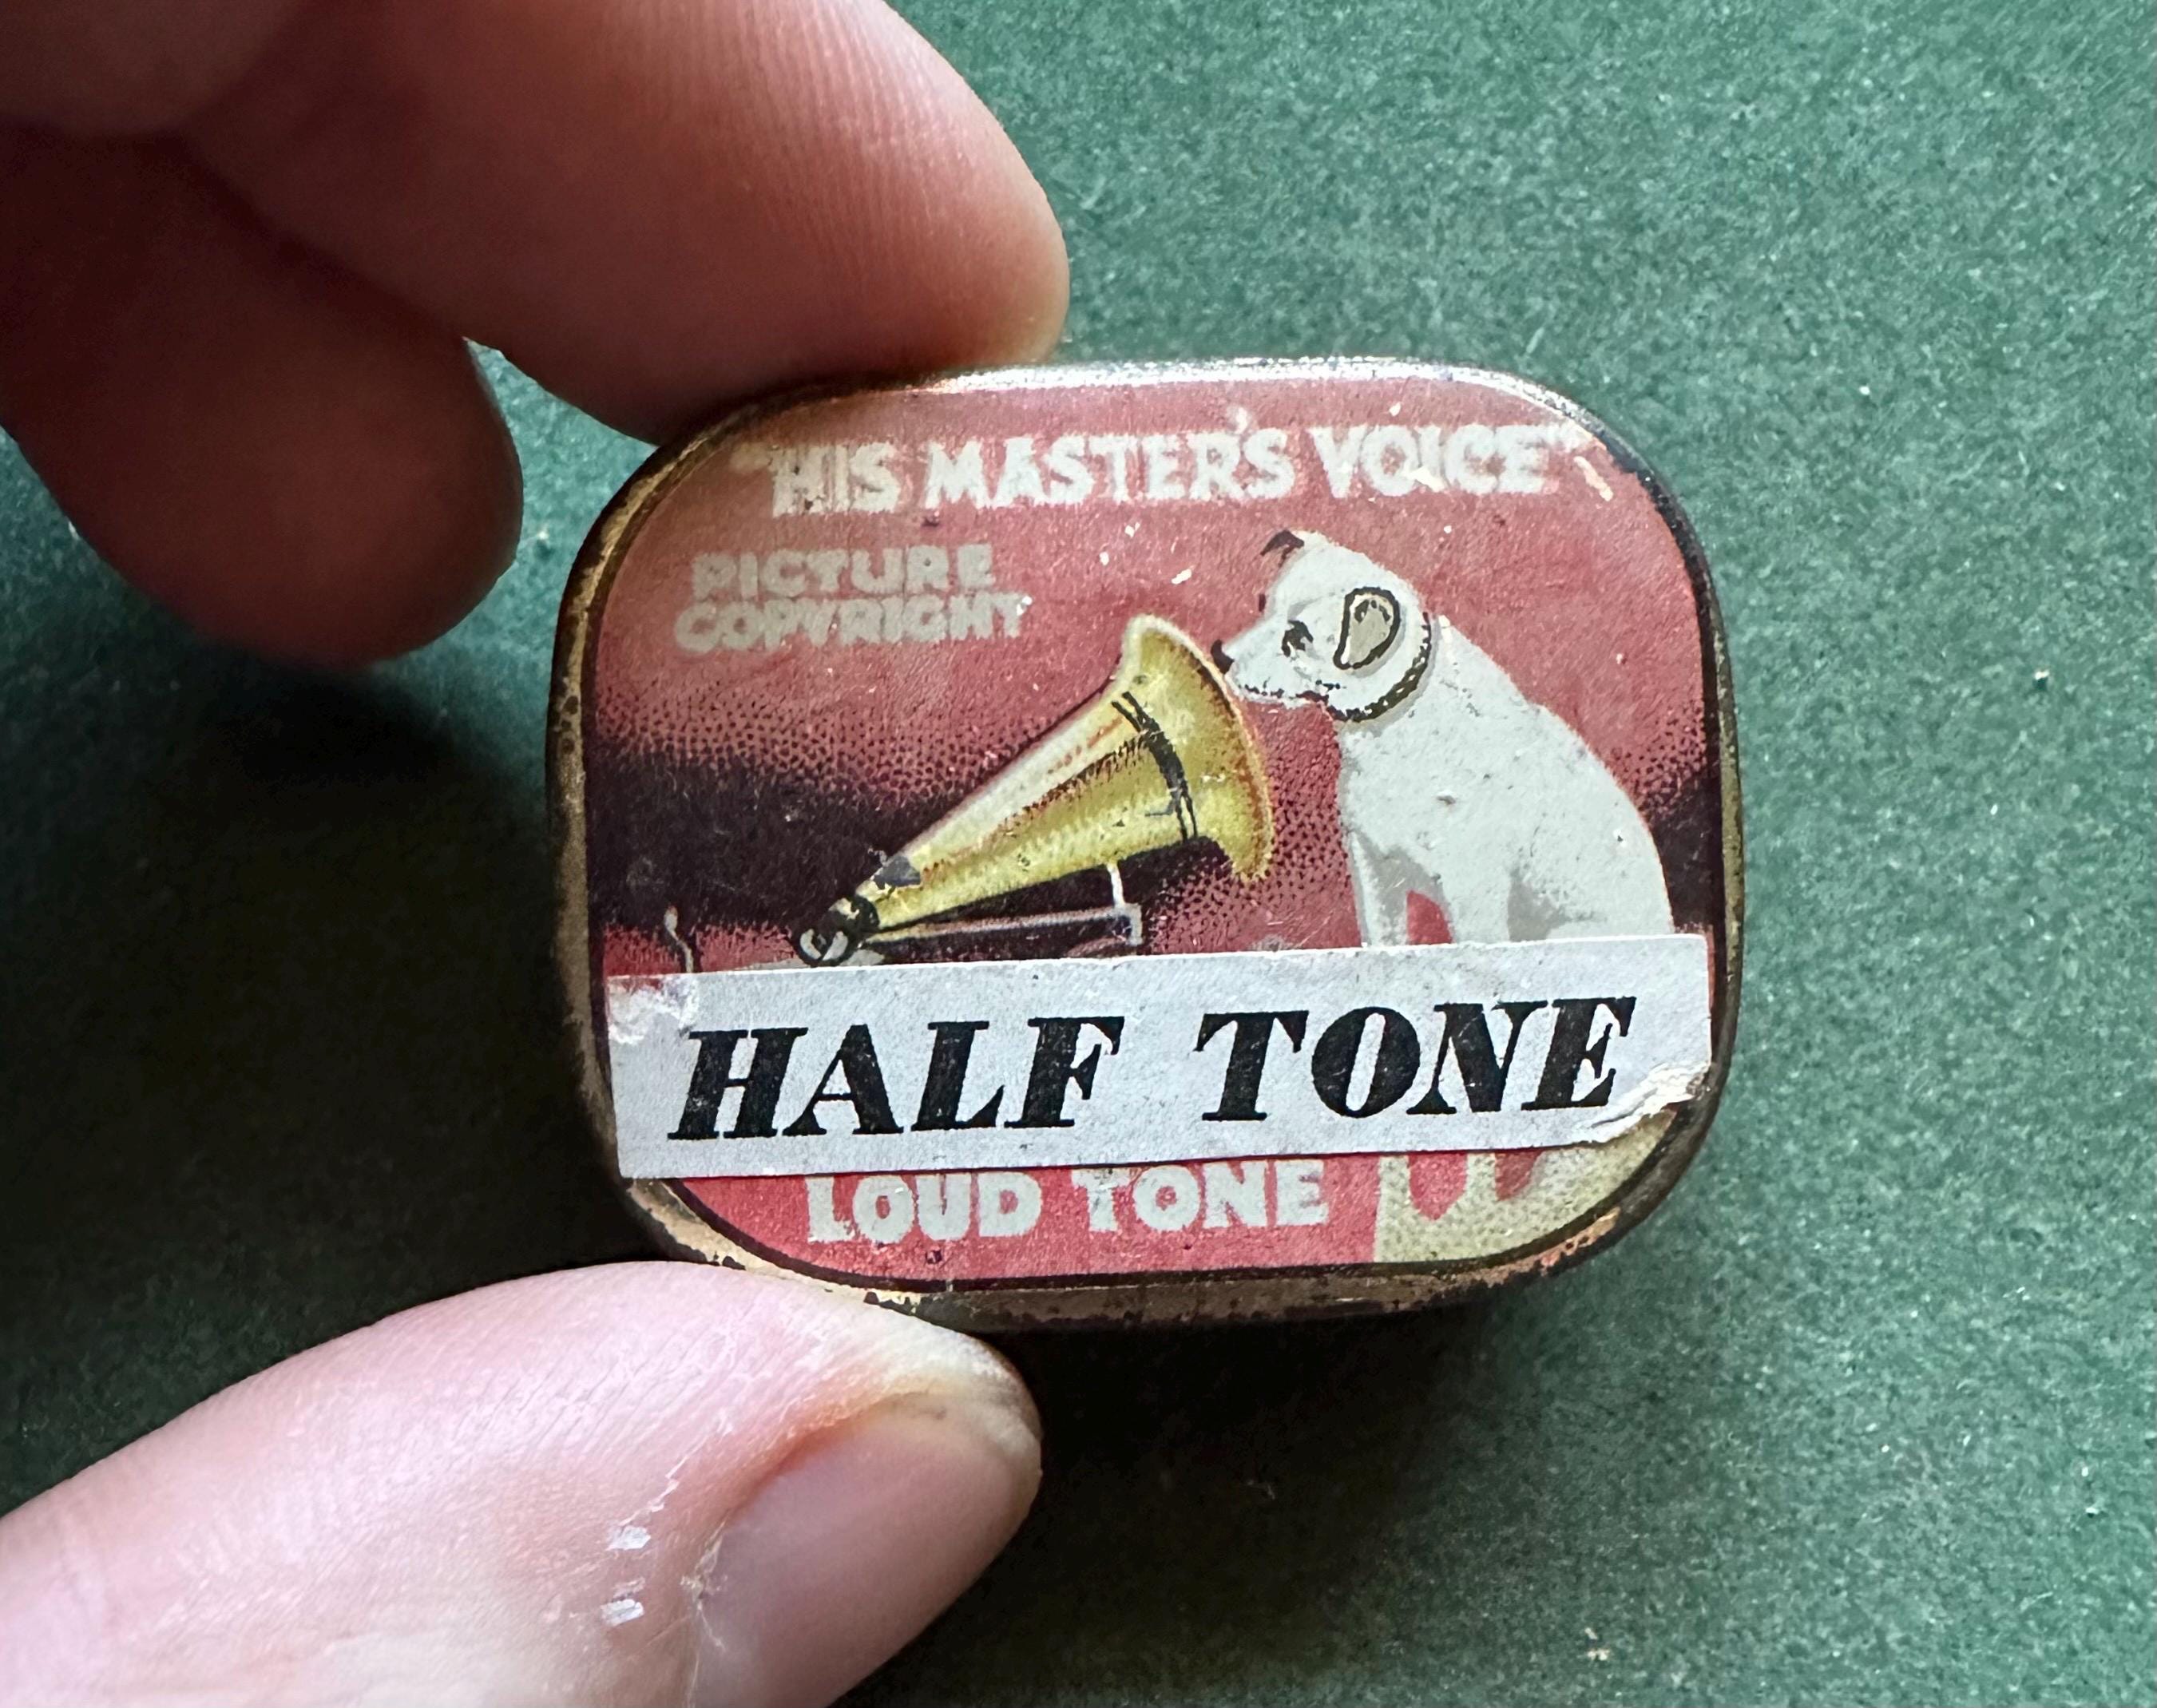 "HIS MASTER'S VOICE"
PICTURE
COPYRIGHT
HALF TONE
LOUD TONE